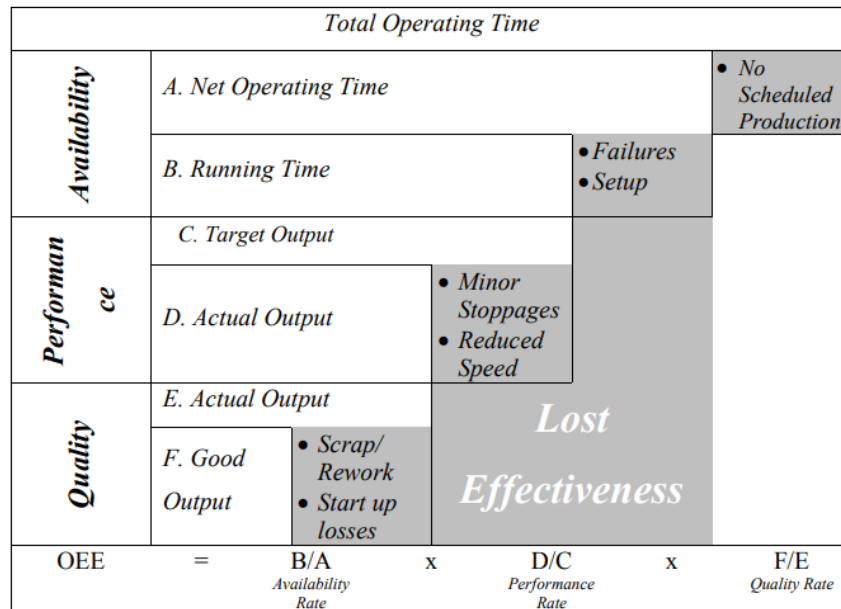 Total Operating Time
Availability
A. Net Operating Time
• No
Scheduled
Production
B. Running Time
•Failures
•Setup
Performan
ce
C. Target Output
D. Actual Output
• Minor
Stoppages
• Reduced
Speed
Quality
E. Actual Output
F. Good
Output
• Scrap/
Rework
• Start up
losses
Lost
Effectiveness
OEE = B/A x D/C x F/E
Availability Performance Quality Rate
Rate Rate